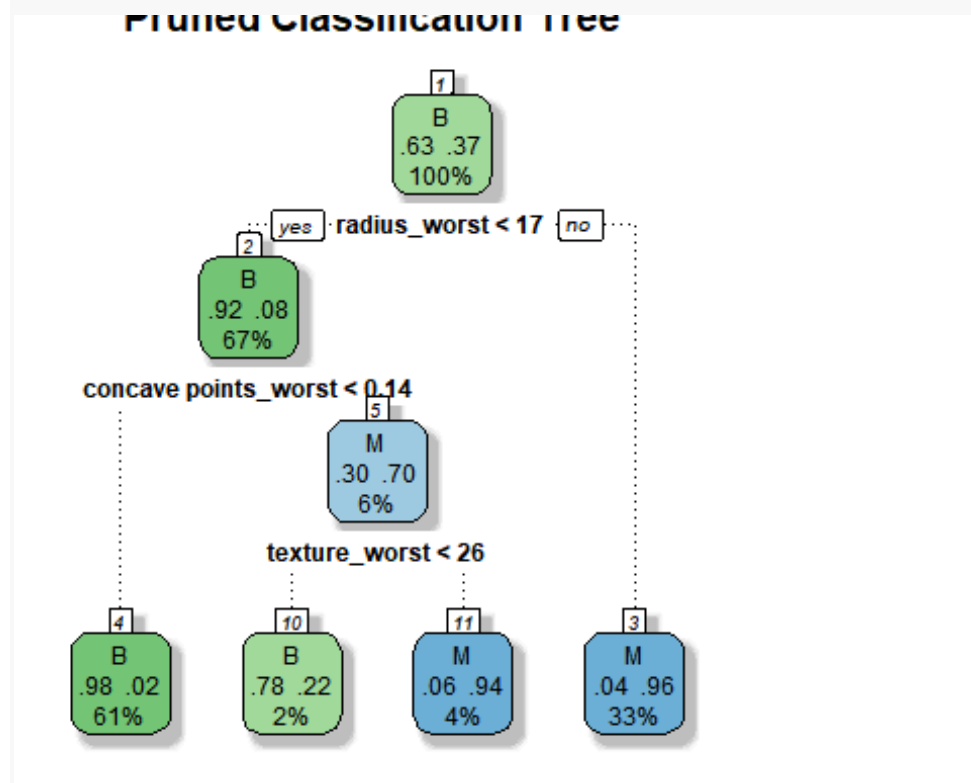 Pruned Classification Tree
1
B
.63 .37
100%
yes radius_worst < 17 no
2
B
.92 .08
67%
concave points_worst < 0.14
5
M
.30 .70
6%
texture_worst < 26
4
B
.98 .02
61%
10
B
.78 .22
2%
11
M
.06 .94
4%
3
M
.04 .96
33%